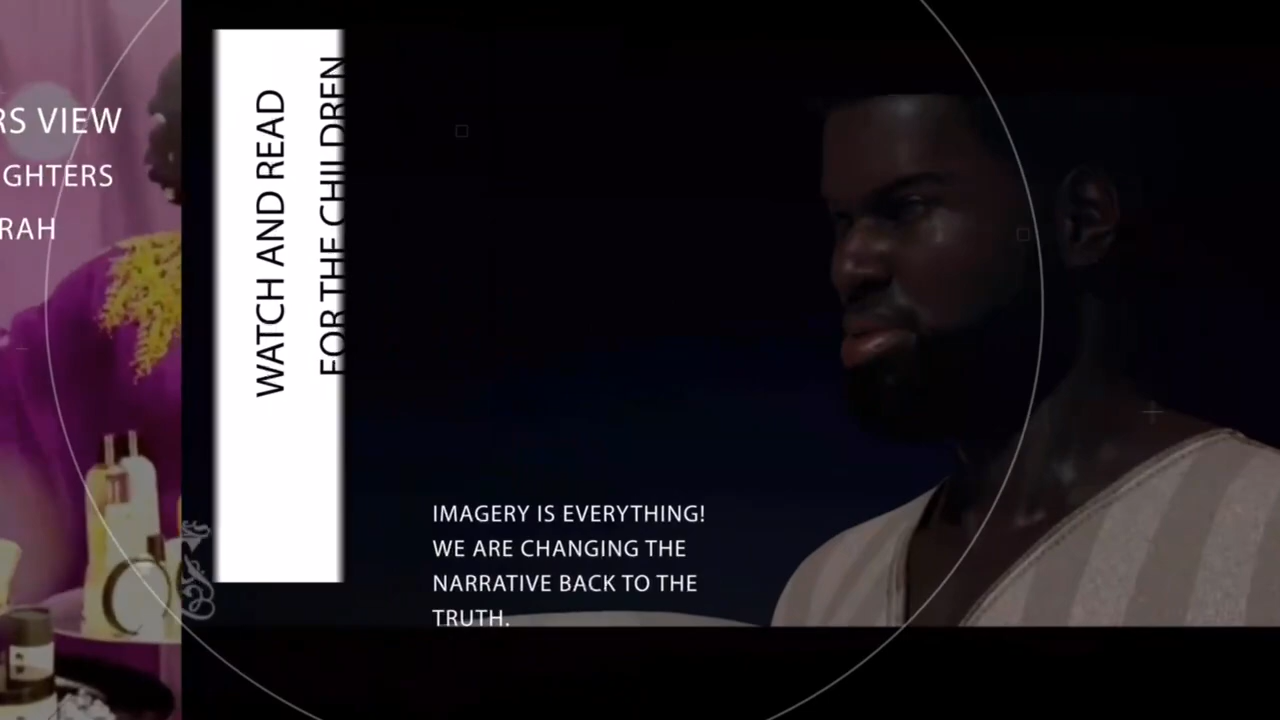 RS VIEW
GHTERS
RAH
WATCH AND READ
FOR THE CHILDREN
IMAGERY IS EVERYTHING!
WE ARE CHANGING THE
NARRATIVE BACK TO THE
TRUTH.